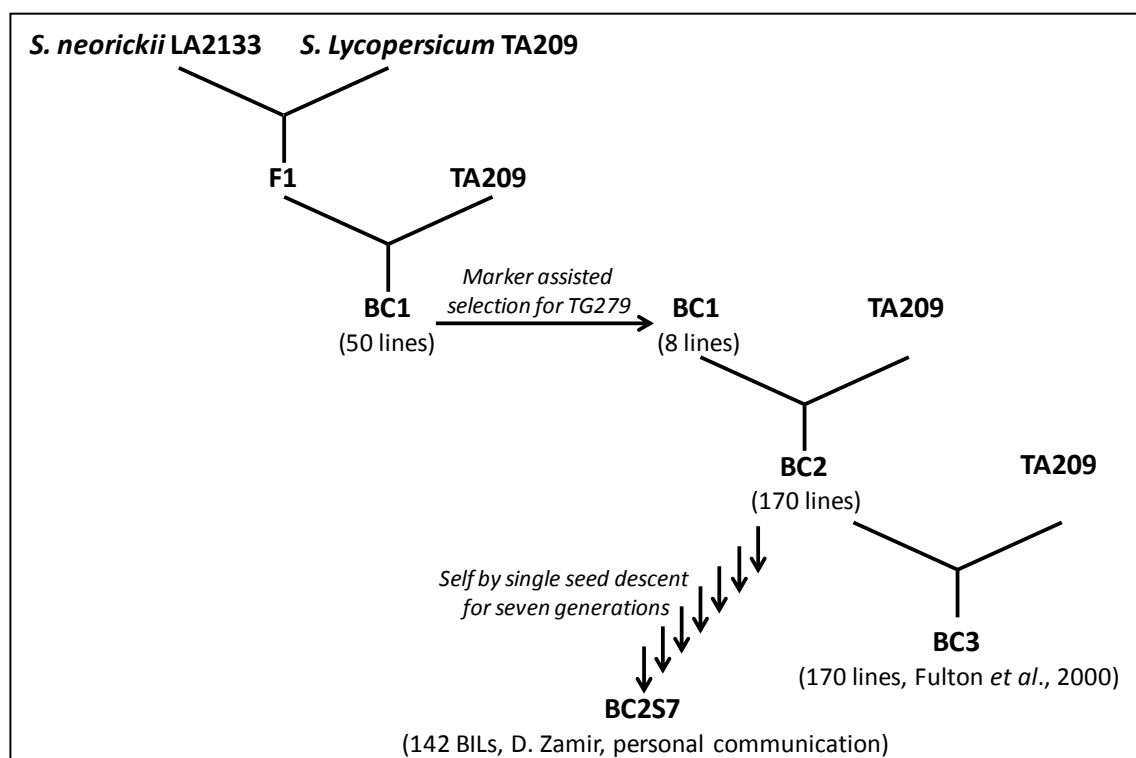 S. neorickii LA2133 S. Lycopersicum TA209
F1 TA209
Marker assisted
selection for TG279
BC1 BC1 TA209
(50 lines) (8 lines)
BC2 TA209
(170 lines)
Self by single seed descent
for seven generations
BC3
(170 lines, Fulton et al., 2000)
BC2S7
(142 BILs, D. Zamir, personal communication)